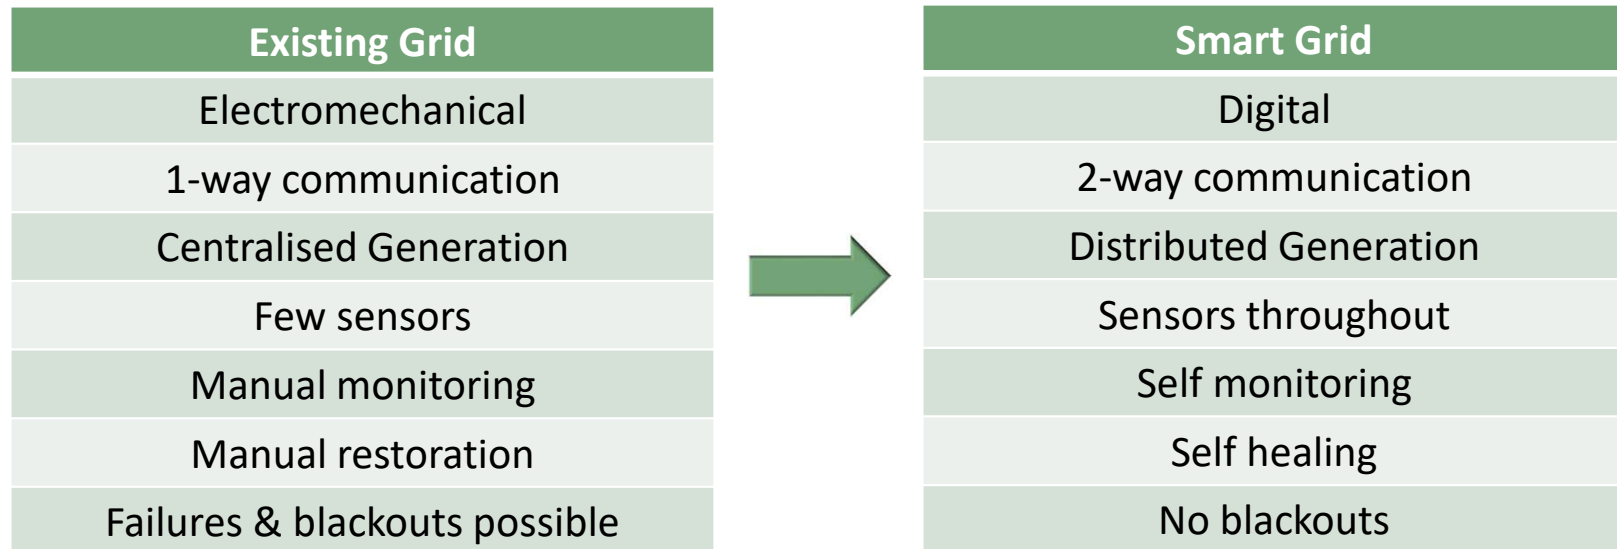 Existing Grid
Electromechanical
1-way communication
Centralised Generation
Few sensors
Manual monitoring
Manual restoration
Failures & blackouts possible
Smart Grid
Digital
2-way communication
Distributed Generation
Sensors throughout
Self monitoring
Self healing
No blackouts